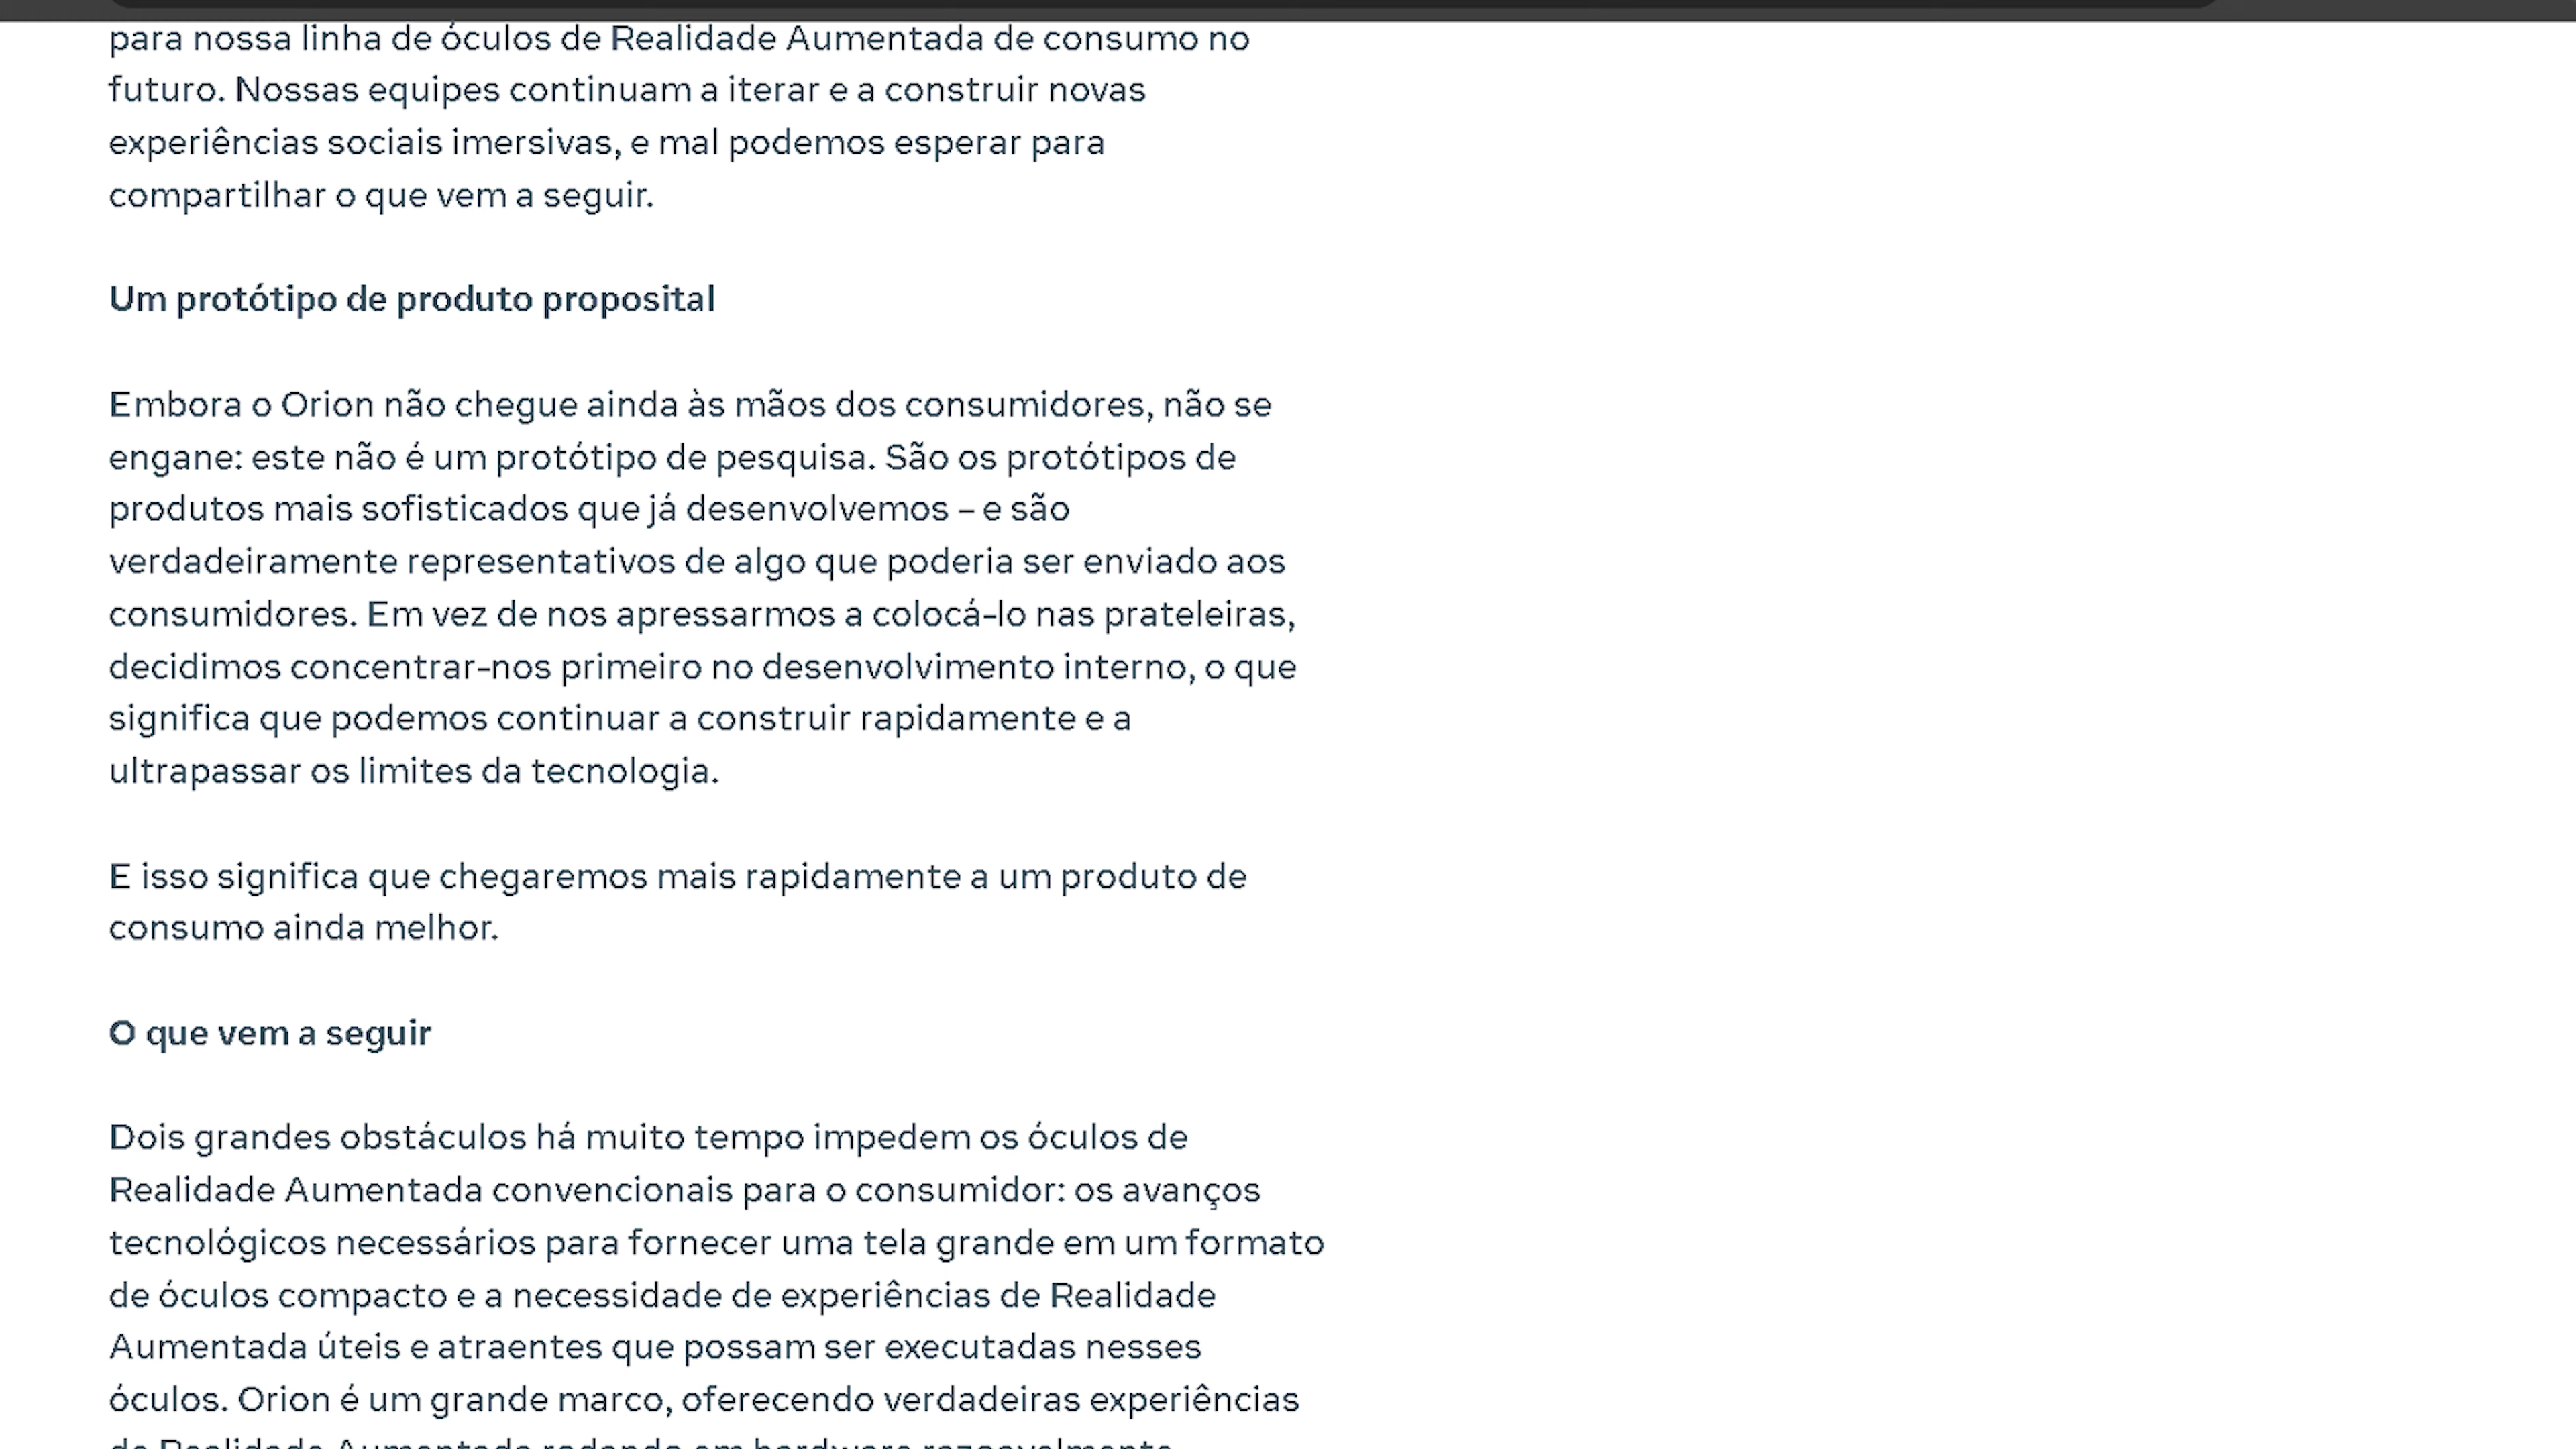 para nossa linha de óculos de Realidade Aumentada de consumo no
futuro. Nossas equipes continuam a iterar e a construir novas
experiências sociais imersivas, e mal podemos esperar para
compartilhar o que vem a seguir.
Um protótipo de produto proposital
Embora o Orion não chegue ainda às mãos dos consumidores, não se
engane: este não é um protótipo de pesquisa. São os protótipos de
produtos mais sofisticados que já desenvolvemos – e são
verdadeiramente representativos de algo que poderia ser enviado aos
consumidores. Em vez de nos apressarmos a colocá-lo nas prateleiras,
decidimos concentrar-nos primeiro no desenvolvimento interno, o que
significa que podemos continuar a construir rapidamente e a
ultrapassar os limites da tecnologia.
E isso significa que chegaremos mais rapidamente a um produto de
consumo ainda melhor.
O que vem a seguir
Dois grandes obstáculos há muito tempo impedem os óculos de
Realidade Aumentada convencionais para o consumidor: os avanços
tecnológicos necessários para fornecer uma tela grande em um formato
de óculos compacto e a necessidade de experiências de Realidade
Aumentada úteis e atraentes que possam ser executadas nesses
óculos. Orion é um grande marco, oferecendo verdadeiras experiências
de Realidade Aumentada rodando em hardware razoavelmente